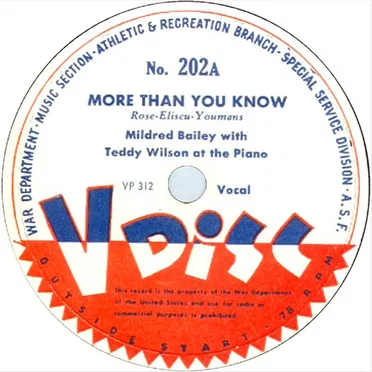 WAR DEPARTMENT - MUSIC SECTION - ATHLETIC & RECREATION BRANCH - SPECIAL SERVICE DIVISION - A.S.F.
No. 202A
MORE THAN YOU KNOW
Rose-Eliscu-Youmans
Mildred Bailey with
Teddy Wilson at the Piano
VP 312 Vocal
V DISC
This record is the property of the War Department
of the United States and use for radio or
commercial purposes is prohibited.
OUTSIDE START - 78 RPM